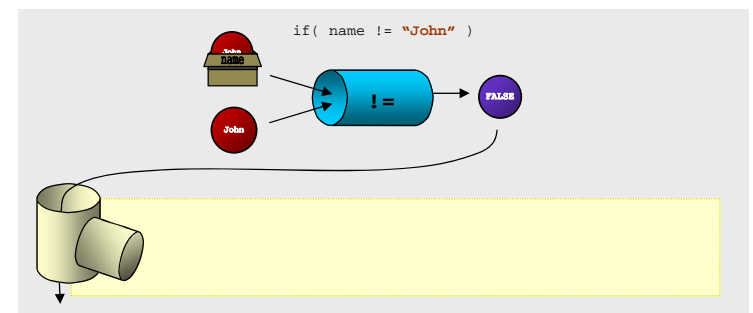 if( name != “John” )
John
name
!=
FALSE
John